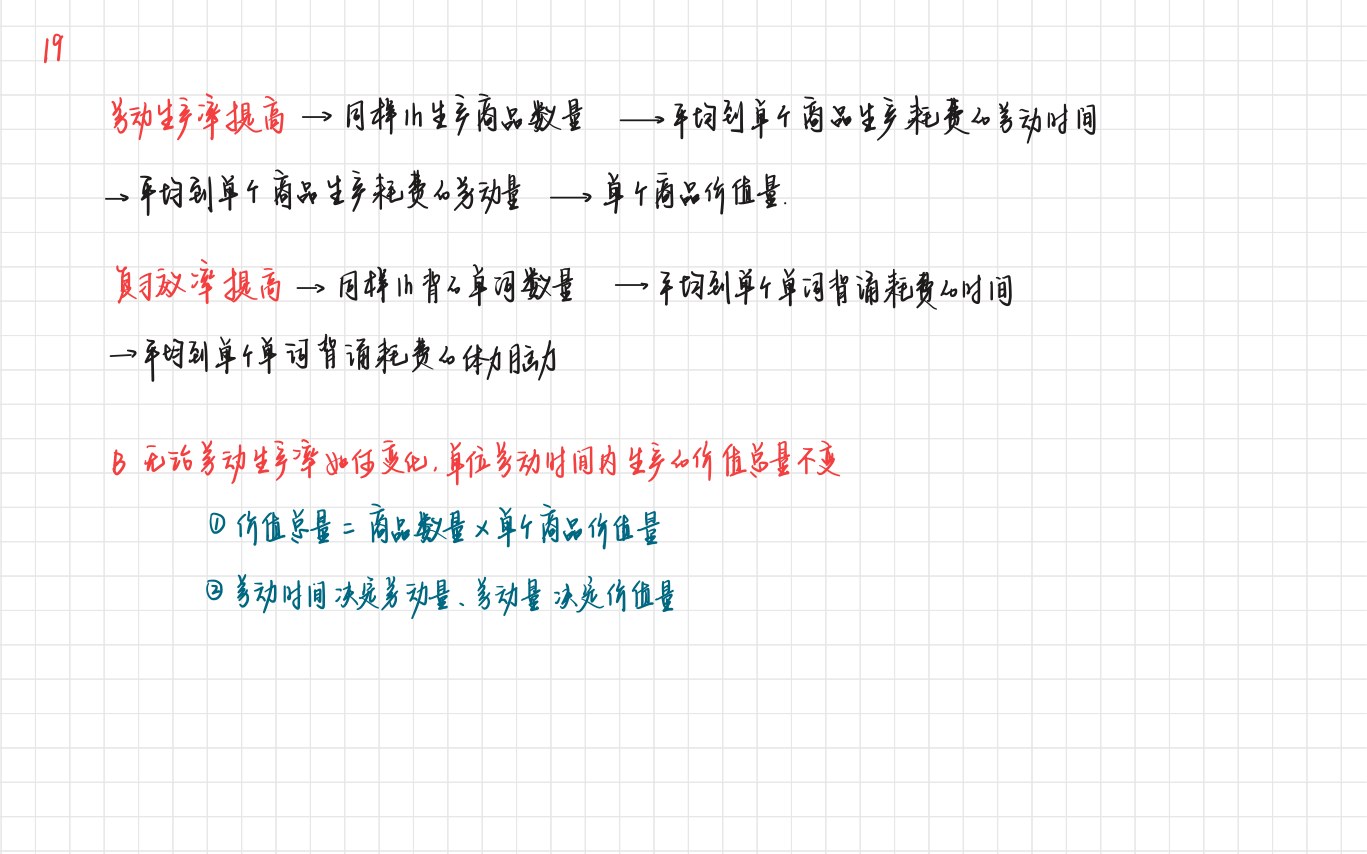 19
劳动生产率提高 → 同样1h生产商品数量 → 平均到单个商品生产耗费的劳动时间
→ 平均到单个商品生产耗费的劳动量 → 单个商品价值量.
复习效率提高 → 同样1h背的单词数量 → 平均到单个单词背诵耗费的时间
→ 平均到单个单词背诵耗费的体力脑力
B 无论劳动生产率如何变化，单位劳动时间内生产的价值总量不变
① 价值总量 = 商品数量 × 单个商品价值量
② 劳动时间决定劳动量、劳动量决定价值量